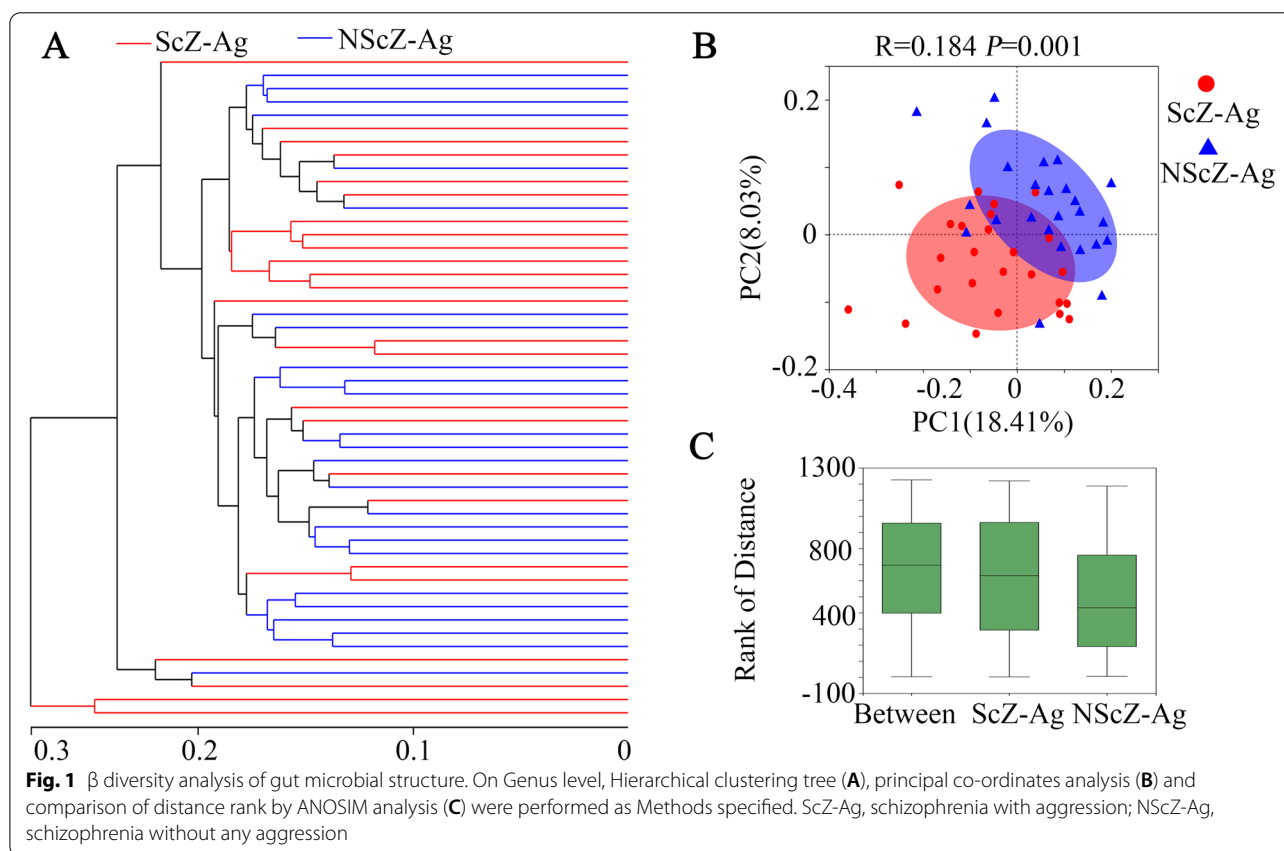 A
ScZ-Ag NScZ-Ag
0.3 0.2 0.1 0
B
R=0.184 P=0.001
0.2
0
-0.2
PC2(8.03%)
-0.4 -0.2 0 0.2
PC1(18.41%)
ScZ-Ag
NScZ-Ag
C
1300
800
400
-100
Rank of Distance
Between ScZ-Ag NScZ-Ag
Fig. 1 β diversity analysis of gut microbial structure. On Genus level, Hierarchical clustering tree (A), principal co-ordinates analysis (B) and
comparison of distance rank by ANOSIM analysis (C) were performed as Methods specified. ScZ-Ag, schizophrenia with aggression; NScZ-Ag,
schizophrenia without any aggression